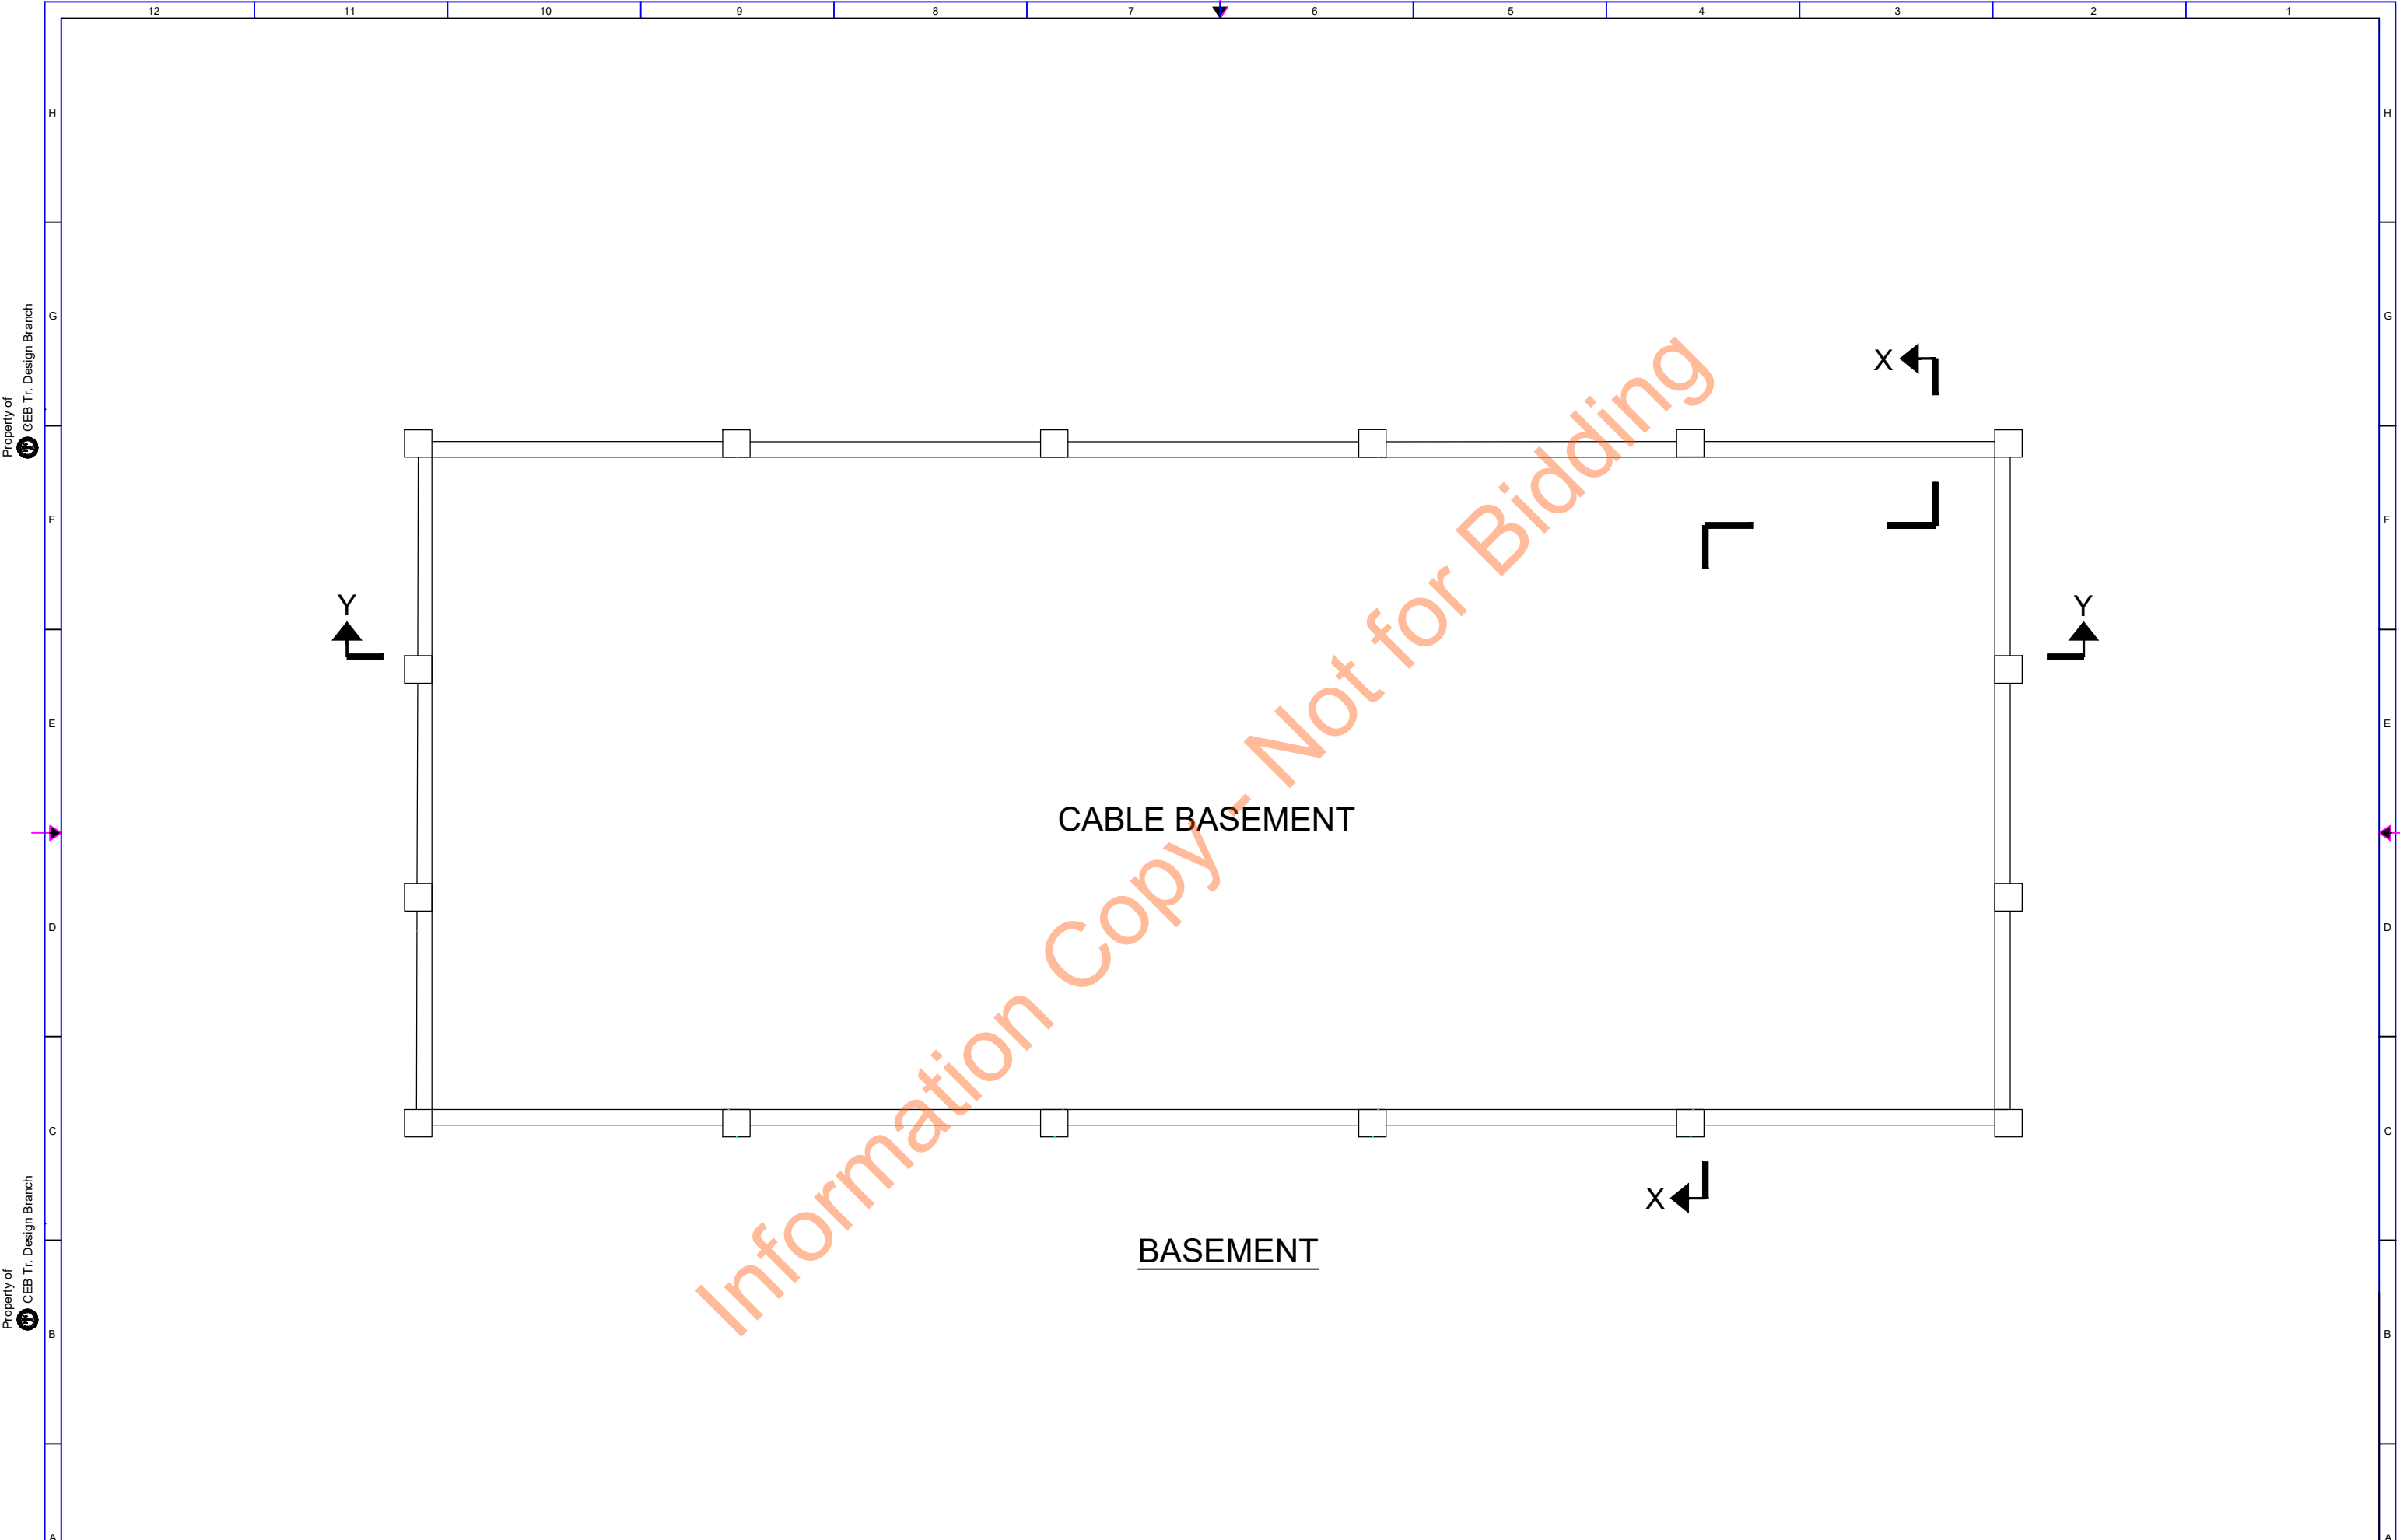 12 11 10 9 8 7 6 5 4 3 2 1
H H
Property of
CEB Tr. Design Branch
G G
X
F F
Y Y
E E
CABLE BASEMENT
Information Copy - Not for Bidding
D D
C C
X
BASEMENT
Property of
CEB Tr. Design Branch
B B
A A